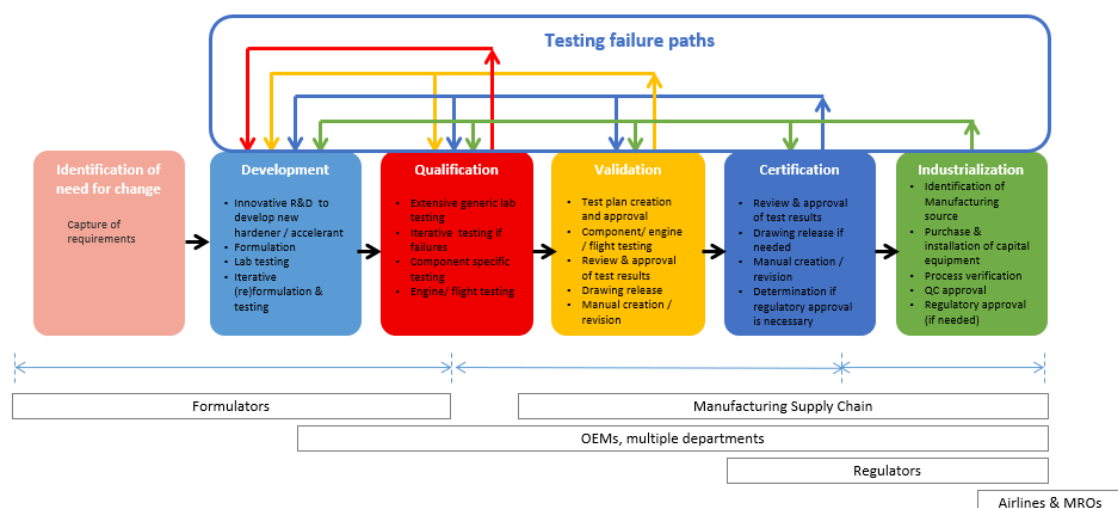 Testing failure paths
Identification of
need for change
Capture of
requirements
Development
• Innovative R&D to
develop new
hardener / accelerant
• Formulation
• Lab testing
• Iterative
(re)formulation &
testing
Qualification
• Extensive generic lab
testing
• Iterative testing if
failures
• Component specific
testing
• Engine/ flight testing
Validation
• Test plan creation
and approval
• Component/ engine
/ flight testing
• Review & approval
of test results
• Drawing release
• Manual creation /
revision
Certification
• Review & approval
of test results
• Drawing release if
needed
• Manual creation /
revision
• Determination if
regulatory approval
is necessary
Industrialization
• Identification of
Manufacturing
source
• Purchase &
installation of capital
equipment
• Process verification
• QC approval
• Regulatory approval
(if needed)
Formulators
Manufacturing Supply Chain
OEMs, multiple departments
Regulators
Airlines & MROs